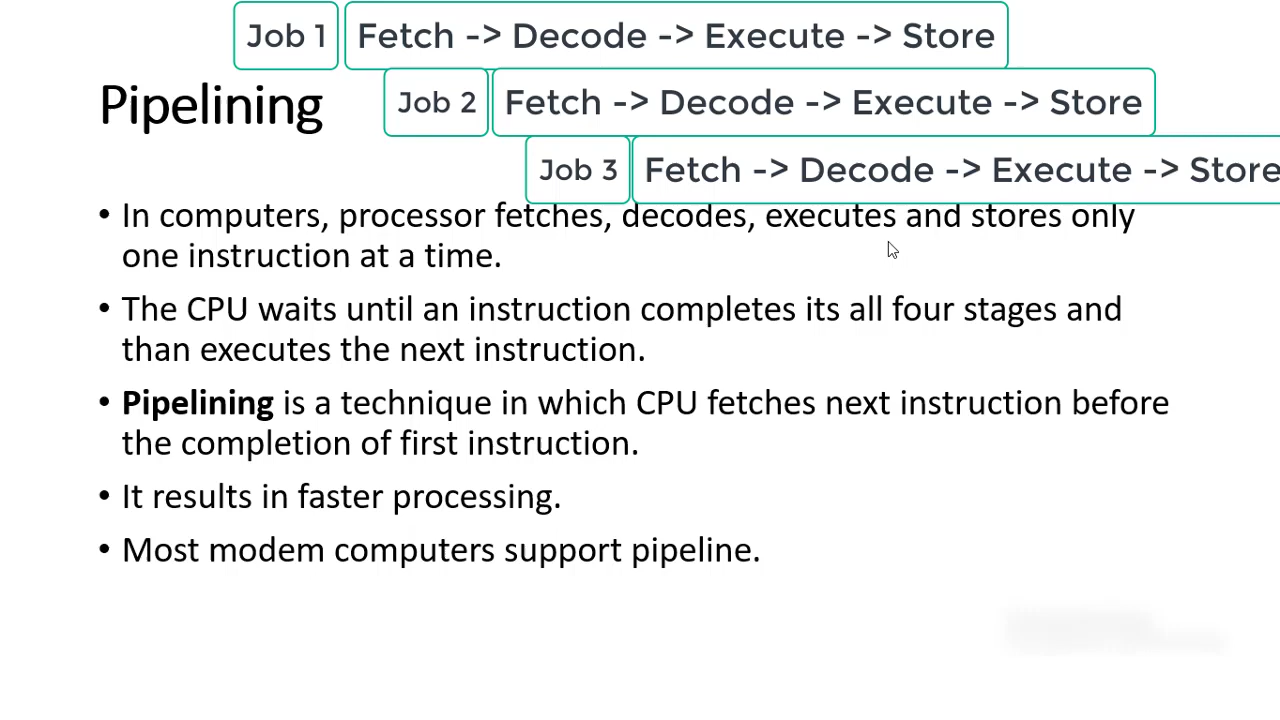 Job 1 Fetch -> Decode -> Execute -> Store
Pipelining
Job 2 Fetch -> Decode -> Execute -> Store
Job 3 Fetch -> Decode -> Execute -> Store
• In computers, processor fetches, decodes, executes and stores only
one instruction at a time.
• The CPU waits until an instruction completes its all four stages and
than executes the next instruction.
• Pipelining is a technique in which CPU fetches next instruction before
the completion of first instruction.
• It results in faster processing.
• Most modem computers support pipeline.